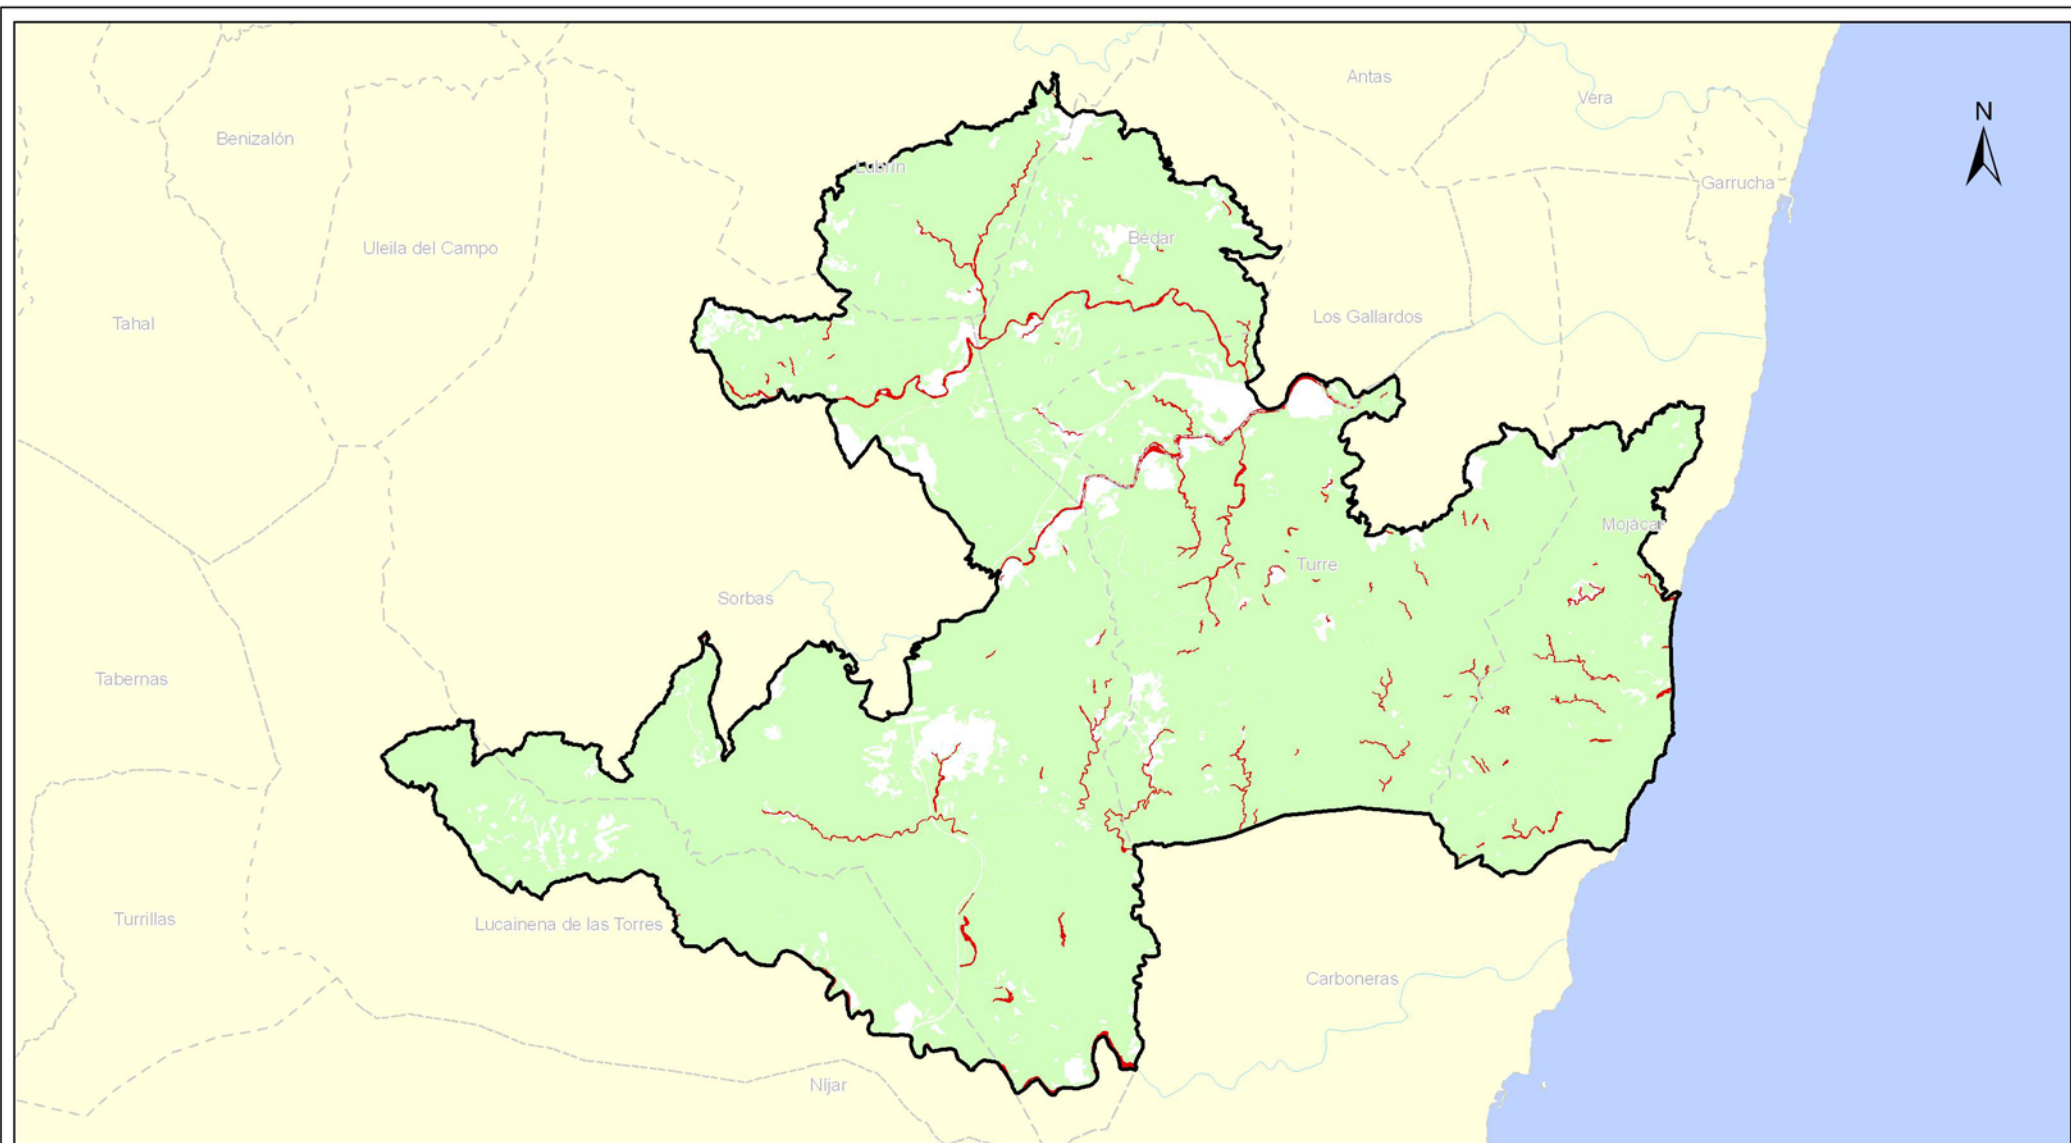 Antas
Vera
N
Benizalón
Lubrín
Garrucha
Bédar
Uleila del Campo
Los Gallardos
Tahal
Mojácar
Turre
Sorbas
Tabernas
Turrillas
Lucainena de las Torres
Carboneras
Níjar